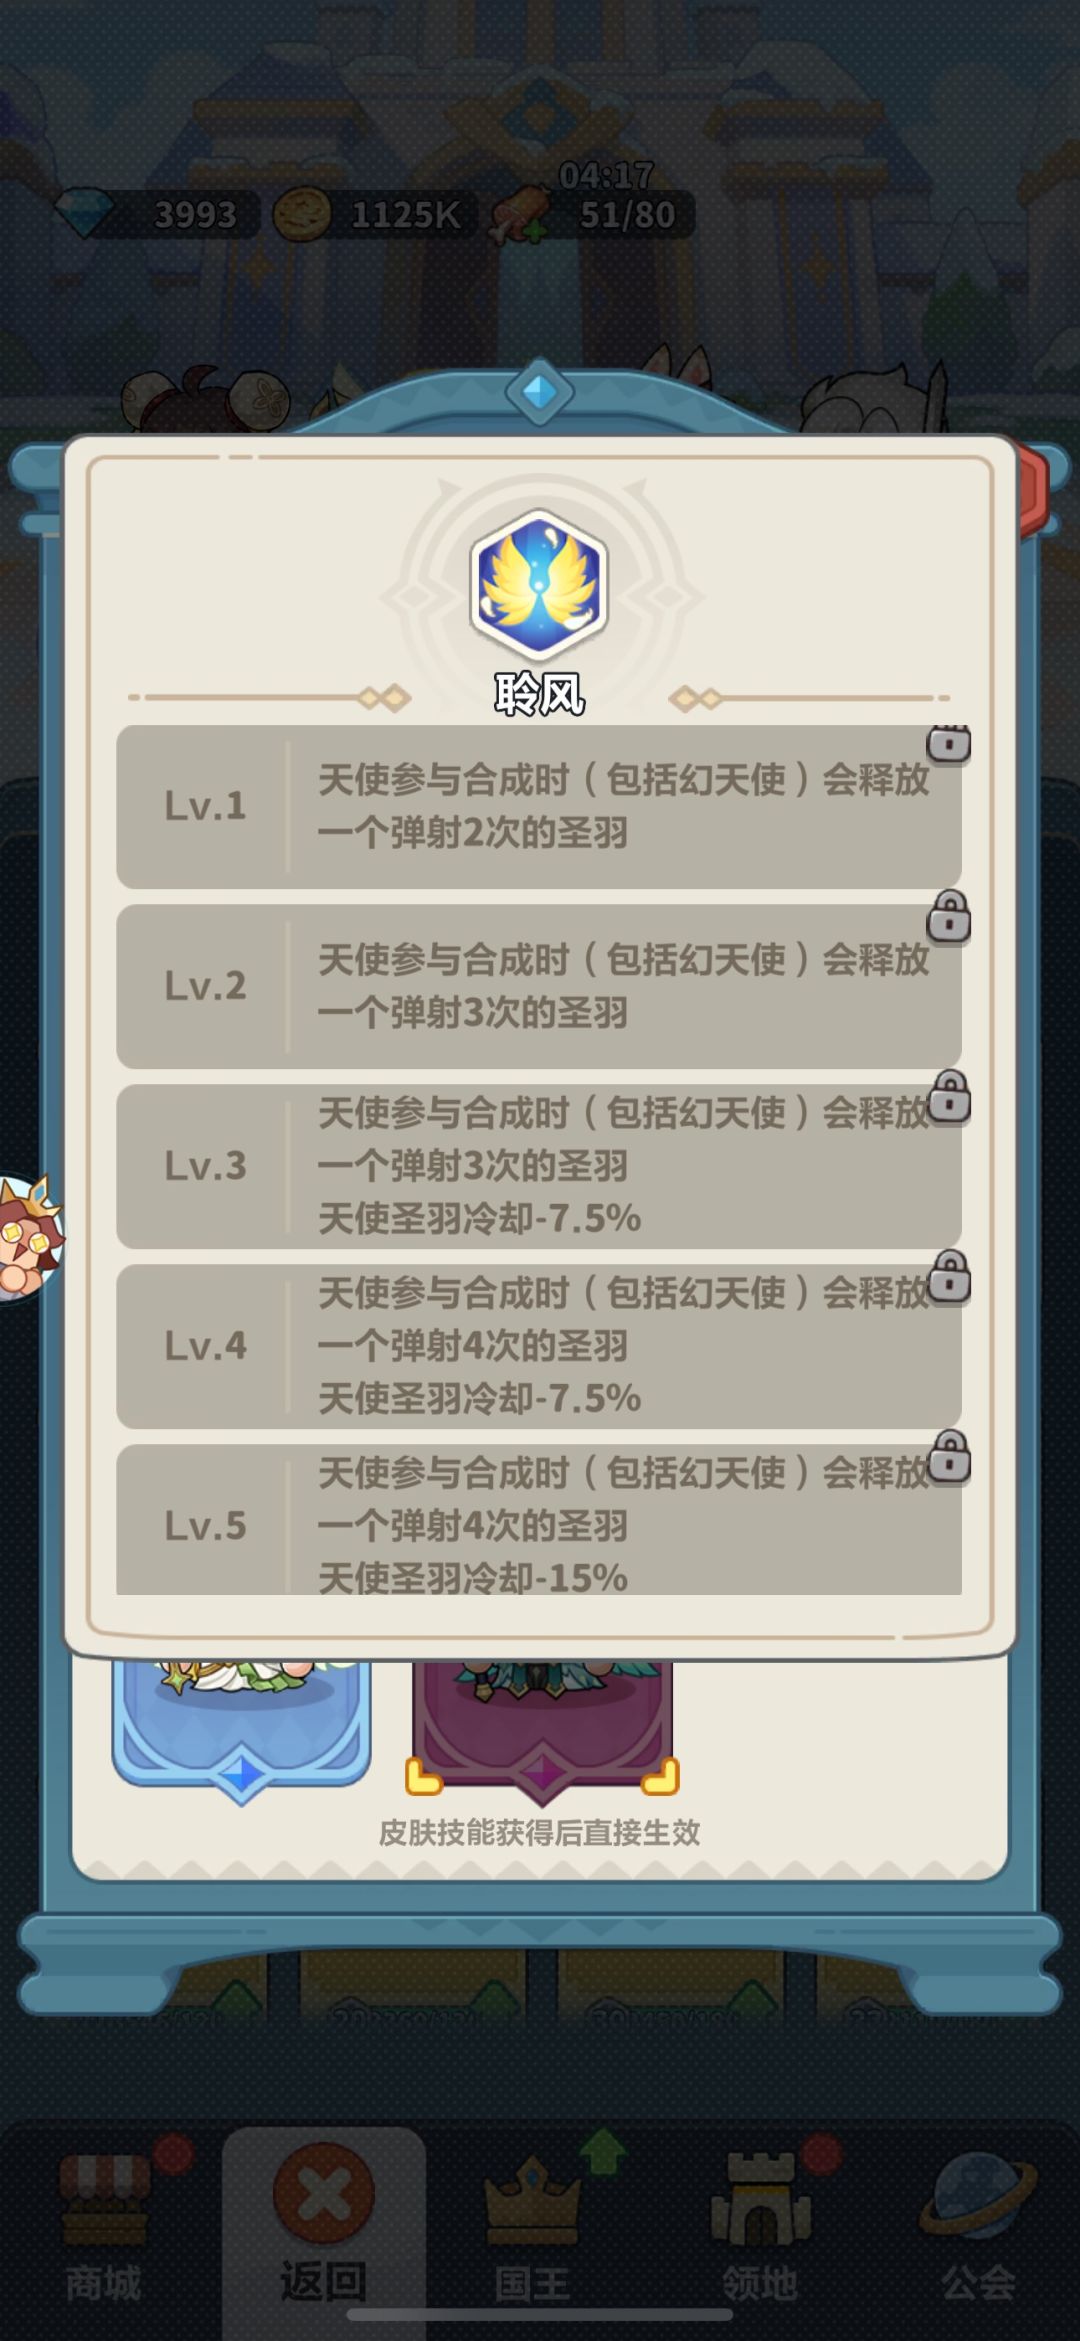 04:17
3993
1125K
51/80
聆风
Lv.1
天使参与合成时（包括幻天使）会释放
一个弹射2次的圣羽
Lv.2
天使参与合成时（包括幻天使）会释放
一个弹射3次的圣羽
Lv.3
天使参与合成时（包括幻天使）会释放
一个弹射3次的圣羽
天使圣羽冷却-7.5%
Lv.4
天使参与合成时（包括幻天使）会释放
一个弹射4次的圣羽
天使圣羽冷却-7.5%
Lv.5
天使参与合成时（包括幻天使）会释放
一个弹射4次的圣羽
天使圣羽冷却-15%
皮肤技能获得后直接生效
商城
返回
国王
领地
公会